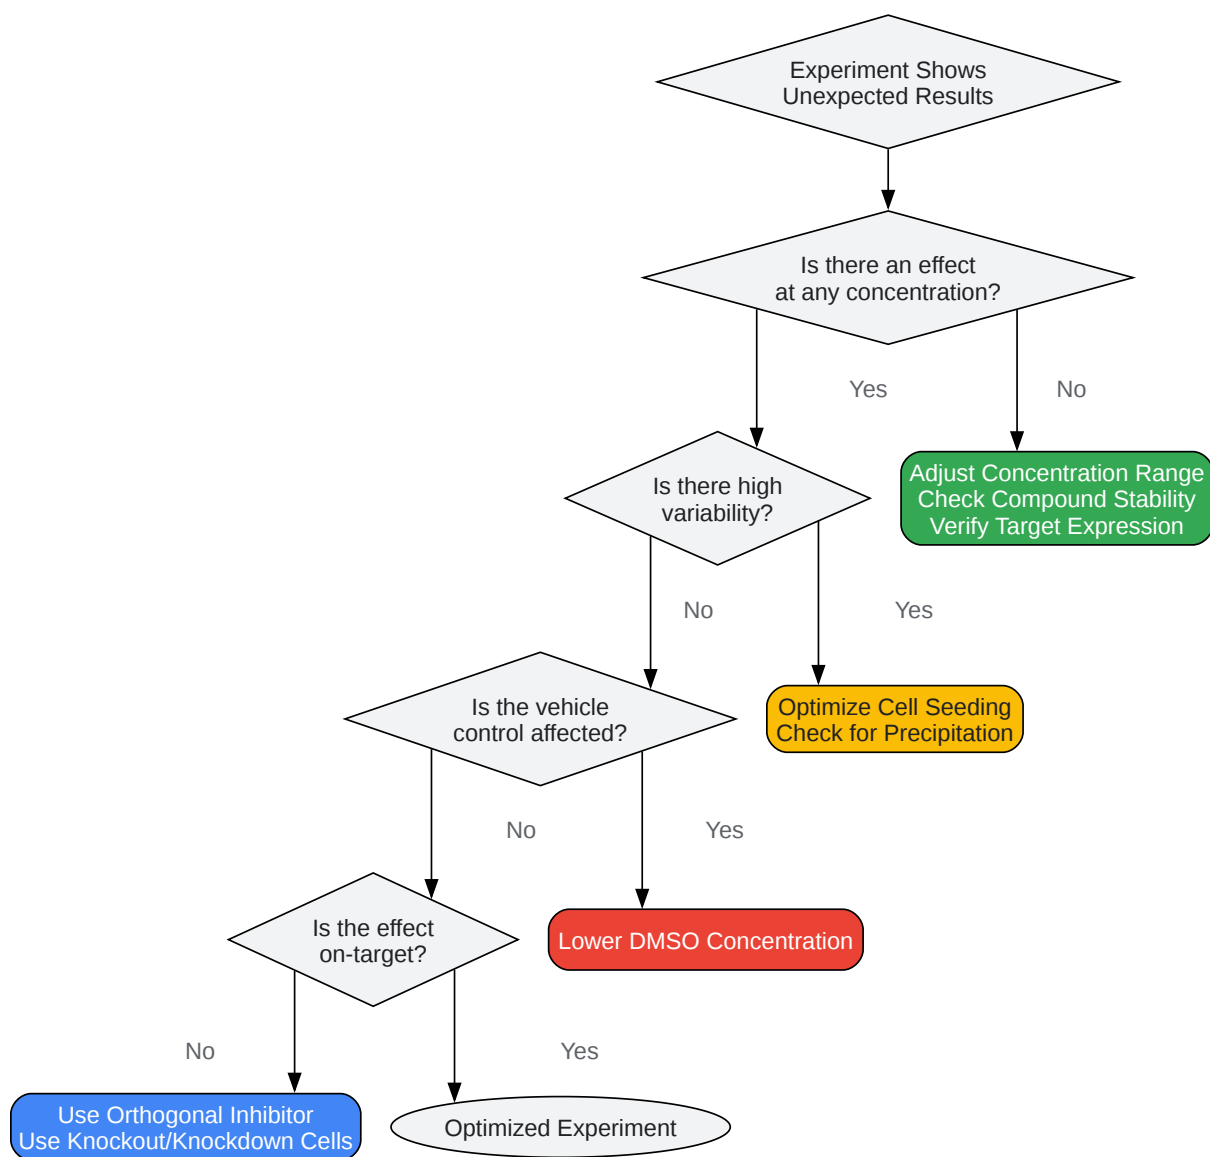 Experiment Shows
Unexpected Results
Is there an effect
at any concentration?
Yes
No
Is there high
variability?
Adjust Concentration Range
Check Compound Stability
Verify Target Expression
No
Yes
Is the vehicle
control affected?
Optimize Cell Seeding
Check for Precipitation
No
Yes
Is the effect
on-target?
Lower DMSO Concentration
No
Yes
Use Orthogonal Inhibitor
Use Knockout/Knockdown Cells
Optimized Experiment